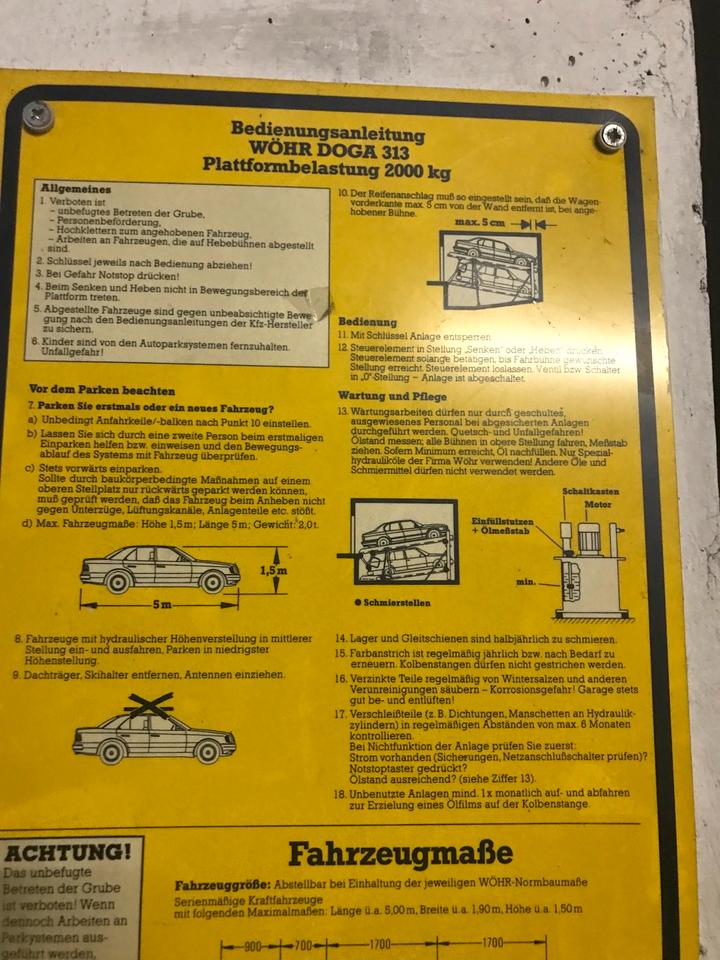 Bedienungsanleitung
WÖHR DOGA 313
Plattformbelastung 2000 kg
Allgemeines
1. Verboten ist
- unbefugtes Betreten der Grube,
- Personenbeförderung,
- Hochklettern zum angehobenen Fahrzeug,
- Arbeiten an Fahrzeugen, die auf Hebebühnen abgestellt
sind.
2. Schlüssel jeweils nach Bedienung abziehen!
3. Bei Gefahr Notstop drücken!
4. Beim Senken und Heben nicht in Bewegungsbereich der
Plattform treten.
5. Abgestellte Fahrzeuge sind gegen unbeabsichtigte Bewe
gung nach den Bedienungsanleitungen der Kfz-Hersteller
zu sichern.
6. Kinder sind von den Autoparksystemen fernzuhalten.
Unfallgefahr!
Vor dem Parken beachten
7. Parken Sie erstmals oder ein neues Fahrzeug?
a) Unbedingt Anfahrkeile/-balken nach Punkt 10 einstellen.
b) Lassen Sie sich durch eine zweite Person beim erstmaligen
Einparken helfen bzw. einweisen und den Bewegungs-
ablauf des Systems mit Fahrzeug überprüfen.
c) Stets vorwärts einparken.
Sollte durch baukörperbedingte Maßnahmen auf einem
oberen Stellplatz nur rückwärts geparkt werden können,
muß geprüft werden, daß das Fahrzeug beim Anheben nicht
gegen Unterzüge, Lüftungskanäle, Anlagenteile etc. stößt.
d) Max. Fahrzeugmaße: Höhe 1,5 m; Länge 5 m; Gewicht: 2,0 t.
1,5 m
5 m
8. Fahrzeuge mit hydraulischer Höhenverstellung in mittlerer
Stellung ein- und ausfahren, Parken in niedrigster
Höhenstellung.
9. Dachträger, Skihalter entfernen, Antennen einziehen.
10. Der Reifenanschlag muß so eingestellt sein, daß die Wagen-
vorderkante max. 5 cm von der Wand entfernt ist, bei ange-
hobener Bühne.
max. 5 cm
Bedienung
11. Mit Schlüssel Anlage entsperren.
12. Steuerelement in Stellung „Senken" oder „Heben" drücken.
Steuerelement solange betätigen, bis Fahrbühne gewünschte
Stellung erreicht. Steuerelement loslassen. Ventil bzw. Schalter
in „0"-Stellung – Anlage ist abgeschaltet.
Wartung und Pflege
13. Wartungsarbeiten dürfen nur durch geschultes,
ausgewiesenes Personal bei abgesicherten Anlagen
durchgeführt werden. Quetsch- und Unfallgefahren!
Ölstand messen; alle Bühnen in obere Stellung fahren, Meßstab
ziehen. Sofern Minimum erreicht, Öl nachfüllen. Nur Spezial-
hydrauliköle der Firma Wöhr verwenden! Andere Öle und
Schmiermittel dürfen nicht verwendet werden.
Schaltkasten
Motor
Einfüllstutzen
+ Ölmeßstab
min.
● Schmierstellen
14. Lager und Gleitschienen sind halbjährlich zu schmieren.
15. Farbanstrich ist regelmäßig jährlich bzw. nach Bedarf zu
erneuern. Kolbenstangen dürfen nicht gestrichen werden.
16. Verzinkte Teile regelmäßig von Wintersalzen und anderen
Verunreinigungen säubern – Korrosionsgefahr! Garage stets
gut be- und entlüften!
17. Verschleißteile (z. B. Dichtungen, Manschetten an Hydraulik-
zylindern) in regelmäßigen Abständen von max. 6 Monaten
kontrollieren.
Bei Nichtfunktion der Anlage prüfen Sie zuerst:
Strom vorhanden (Sicherungen, Netzanschlußschalter prüfen)?
Notstoptaster gedrückt?
Ölstand ausreichend? (siehe Ziffer 13).
18. Unbenutzte Anlagen mind. 1x monatlich auf- und abfahren
zur Erzielung eines Ölfilms auf der Kolbenstange.
ACHTUNG!
Das unbefugte
Betreten der Grube
ist verboten! Wenn
dennoch Arbeiten an
Parksystemen aus-
geführt werden,
Fahrzeugmaße
Fahrzeuggröße: Abstellbar bei Einhaltung der jeweiligen WÖHR-Normbaumaße
Serienmäßige Kraftfahrzeuge
mit folgenden Maximalmaßen: Länge ü.a. 5,00 m, Breite ü.a. 1,90 m, Höhe ü.a. 1,50 m
900 700 1700 1700